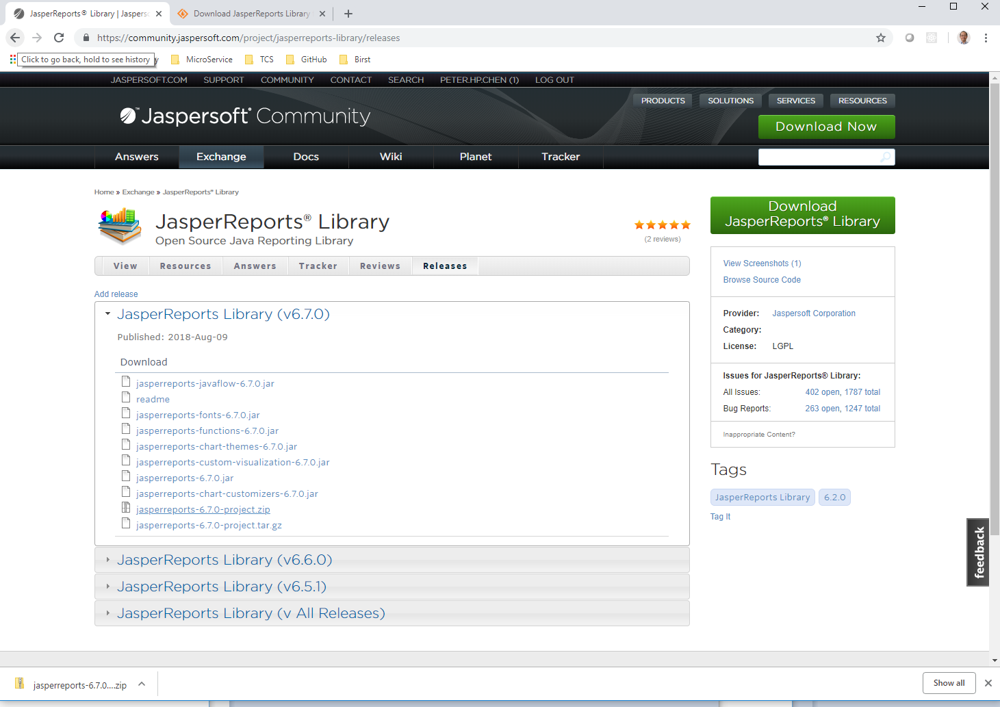 JasperReports® Library | Jaspers
Download JasperReports Library
https://community.jaspersoft.com/project/jasperreports-library/releases
Click to go back, hold to see history
MicroService
TCS
GitHub
Birst
JASPERSOFT.COM SUPPORT COMMUNITY CONTACT SEARCH PETER.HP.CHEN (1) LOG OUT
PRODUCTS SOLUTIONS SERVICES RESOURCES
Jaspersoft® Community
Download Now
Answers Exchange Docs Wiki Planet Tracker
Home » Exchange » JasperReports® Library
JasperReports® Library
Open Source Java Reporting Library
(2 reviews)
View Resources Answers Tracker Reviews Releases
Add release
JasperReports Library (v6.7.0)
Published: 2018-Aug-09
Download
jasperreports-javaflow-6.7.0.jar
readme
jasperreports-fonts-6.7.0.jar
jasperreports-functions-6.7.0.jar
jasperreports-chart-themes-6.7.0.jar
jasperreports-custom-visualization-6.7.0.jar
jasperreports-6.7.0.jar
jasperreports-chart-customizers-6.7.0.jar
jasperreports-6.7.0-project.zip
jasperreports-6.7.0-project.tar.gz
JasperReports Library (v6.6.0)
JasperReports Library (v6.5.1)
JasperReports Library (v All Releases)
Download
JasperReports® Library
View Screenshots (1)
Browse Source Code
Provider: Jaspersoft Corporation
Category:
License: LGPL
Issues for JasperReports® Library:
All Issues: 402 open, 1787 total
Bug Reports: 263 open, 1247 total
Inappropriate Content?
Tags
JasperReports Library 6.2.0
Tag It
feedback
jasperreports-6.7.0....zip
Show all